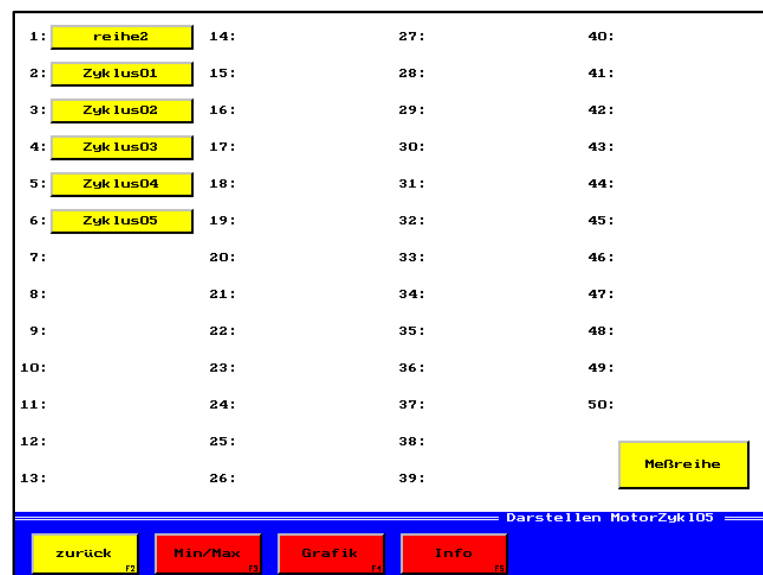 1: reihe2 14: 27: 40:
2: Zyklus01 15: 28: 41:
3: Zyklus02 16: 29: 42:
4: Zyklus03 17: 30: 43:
5: Zyklus04 18: 31: 44:
6: Zyklus05 19: 32: 45:
7: 20: 33: 46:
8: 21: 34: 47:
9: 22: 35: 48:
10: 23: 36: 49:
11: 24: 37: 50:
12: 25: 38:
13: 26: 39:
Meßreihe
Darstellen MotorZykl05
zurück F2 Min/Max F3 Grafik F4 Info F5